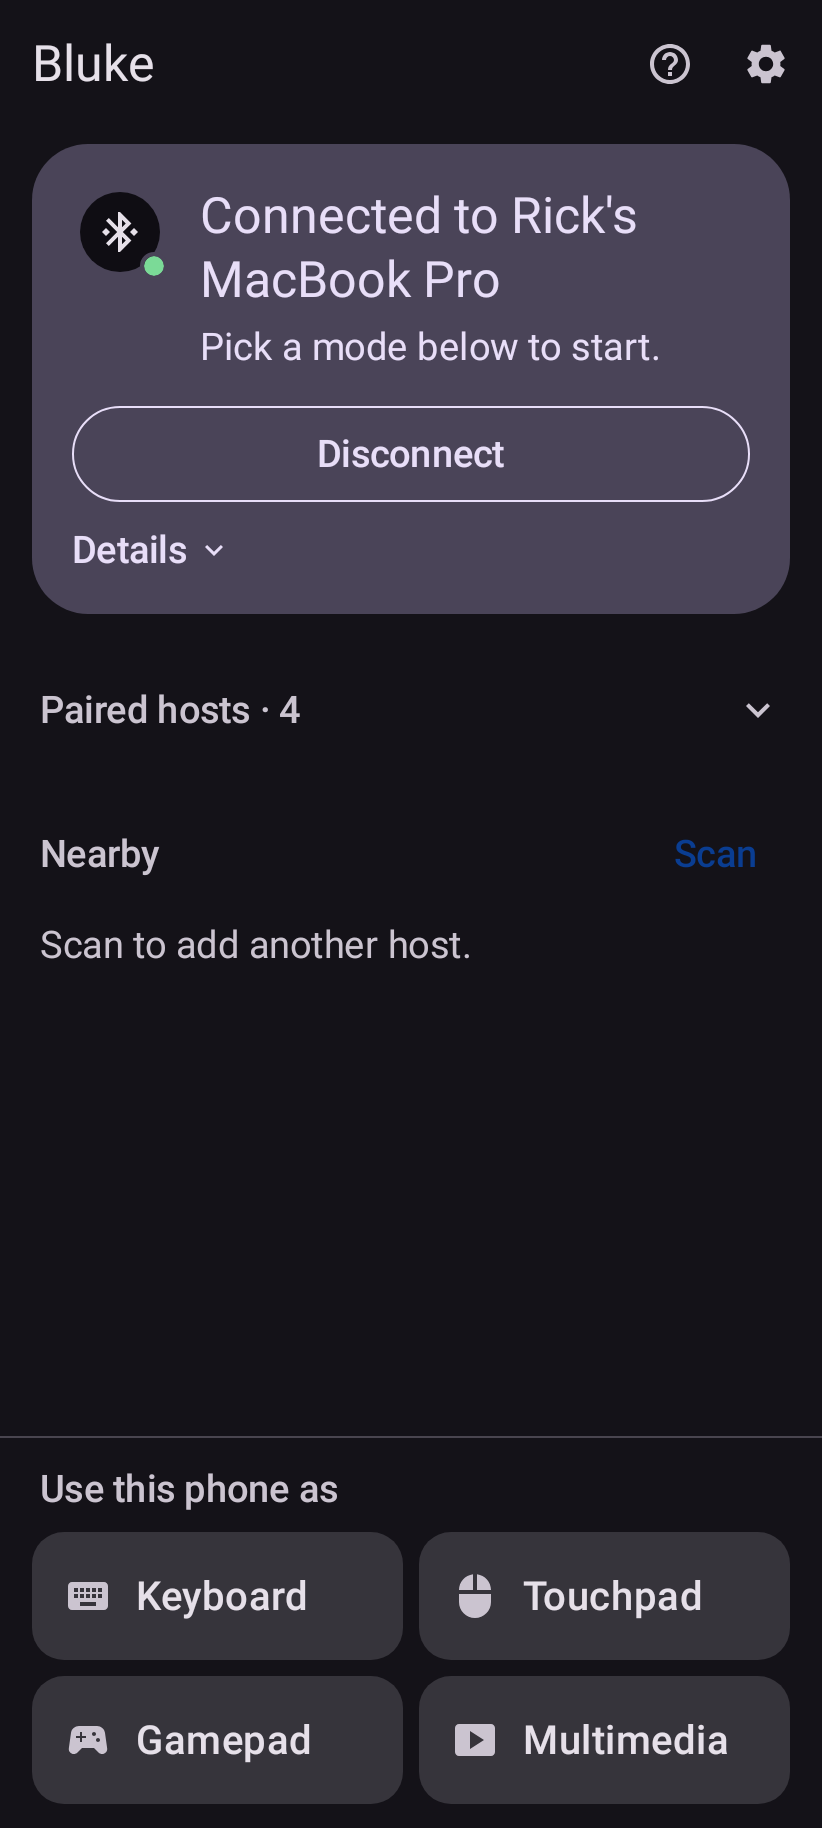 Bluke
Connected to Rick's
MacBook Pro
Pick a mode below to start.
Disconnect
Details
Paired hosts · 4
Nearby
Scan
Scan to add another host.
Use this phone as
Keyboard
Touchpad
Gamepad
Multimedia